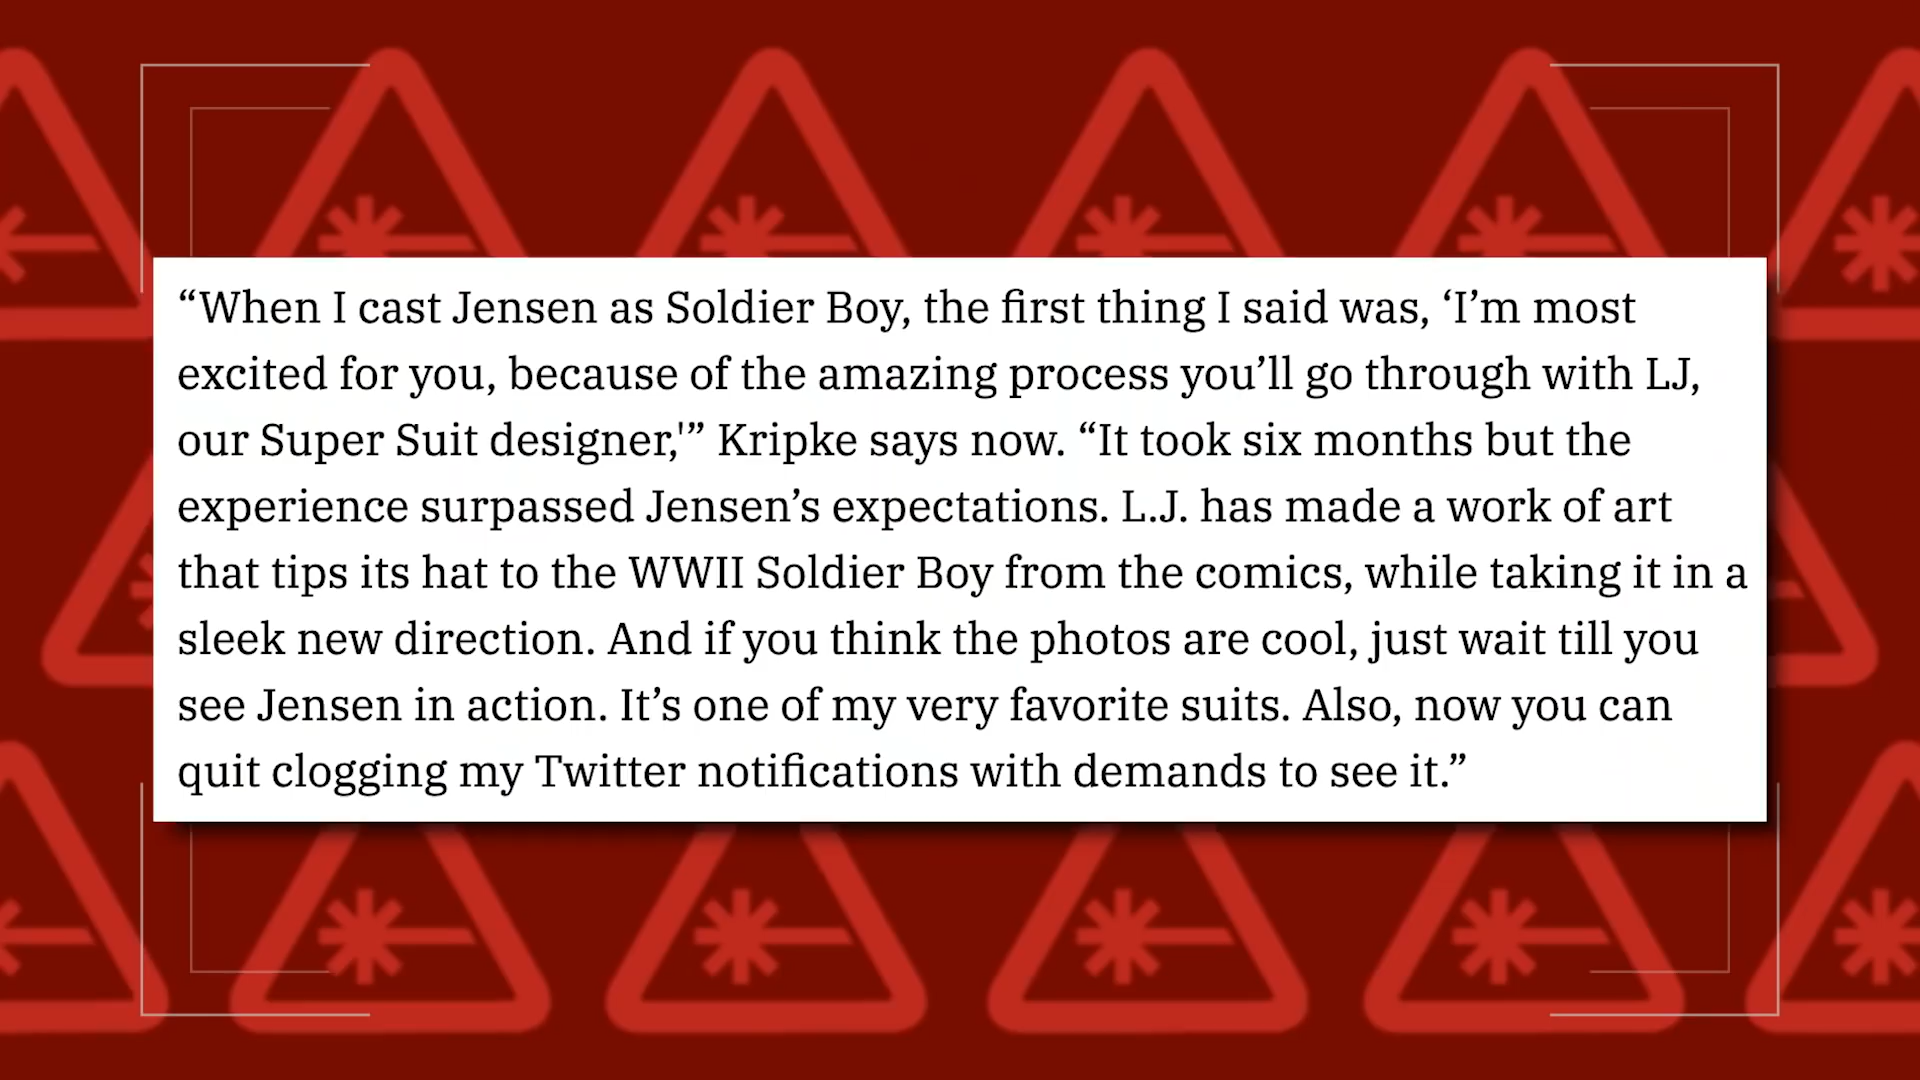 “When I cast Jensen as Soldier Boy, the first thing I said was, ‘I’m most
excited for you, because of the amazing process you’ll go through with LJ,
our Super Suit designer,'” Kripke says now. “It took six months but the
experience surpassed Jensen’s expectations. L.J. has made a work of art
that tips its hat to the WWII Soldier Boy from the comics, while taking it in a
sleek new direction. And if you think the photos are cool, just wait till you
see Jensen in action. It’s one of my very favorite suits. Also, now you can
quit clogging my Twitter notifications with demands to see it.”